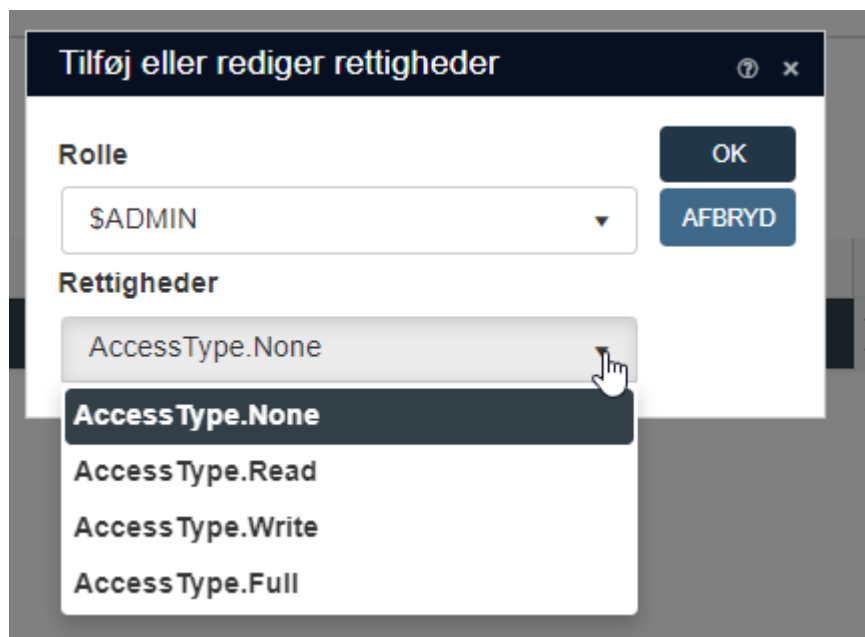 Tilføj eller rediger rettigheder
Rolle
OK
$ADMIN
AFBRYD
Rettigheder
AccessType.None
AccessType.None
AccessType.Read
AccessType.Write
AccessType.Full